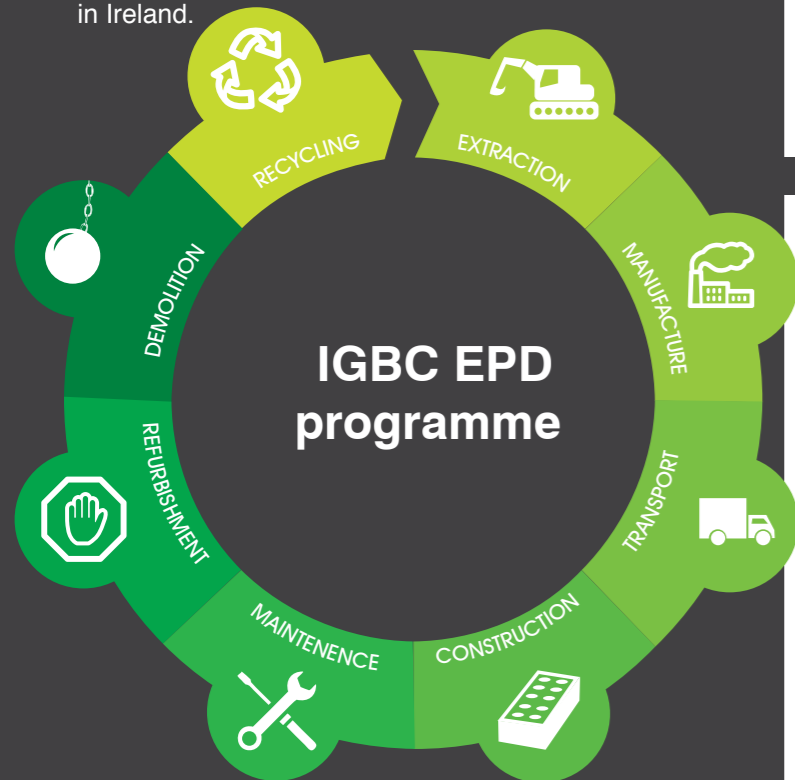 in Ireland.
RECYCLING
EXTRACTION
MANUFACTURE
TRANSPORT
CONSTRUCTION
MAINTENENCE
REFURBISHMENT
DEMOLITION
IGBC EPD
programme